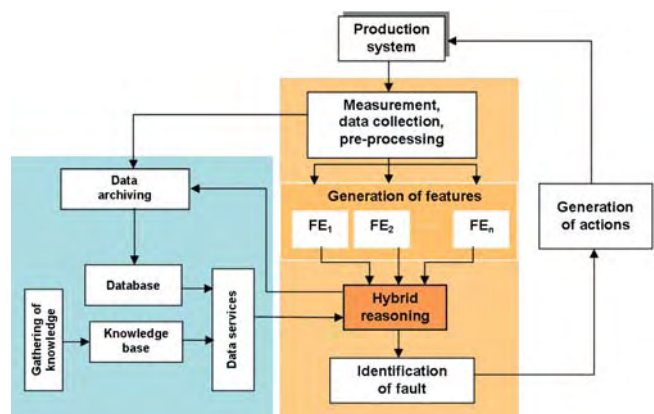 Production
system
Measurement,
data collection,
pre-processing
Data
archiving
Generation of features
FE1
FE2
FEn
Generation
of actions
Database
Hybrid
reasoning
Gathering of
knowledge
Knowledge
base
Data services
Identification
of fault